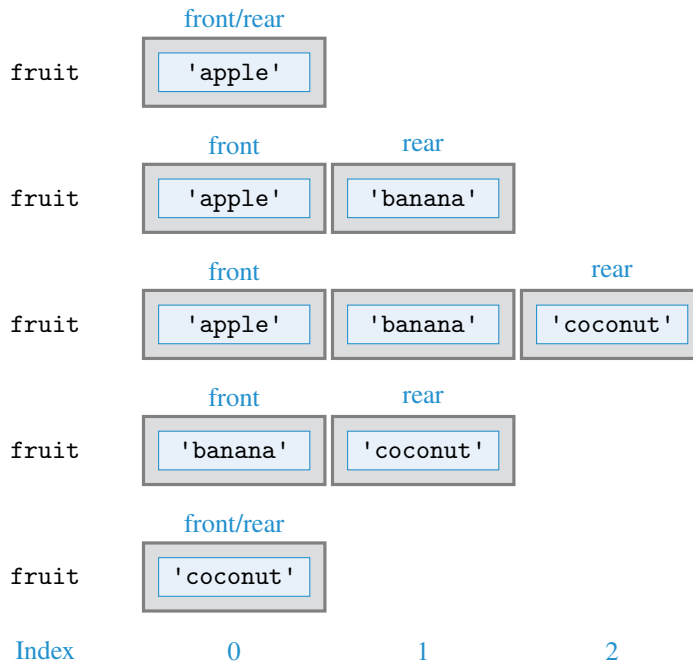 front/rear
fruit 'apple'
front rear
fruit 'apple' 'banana'
front rear
fruit 'apple' 'banana' 'coconut'
front rear
fruit 'banana' 'coconut'
front/rear
fruit 'coconut'
Index 0 1 2